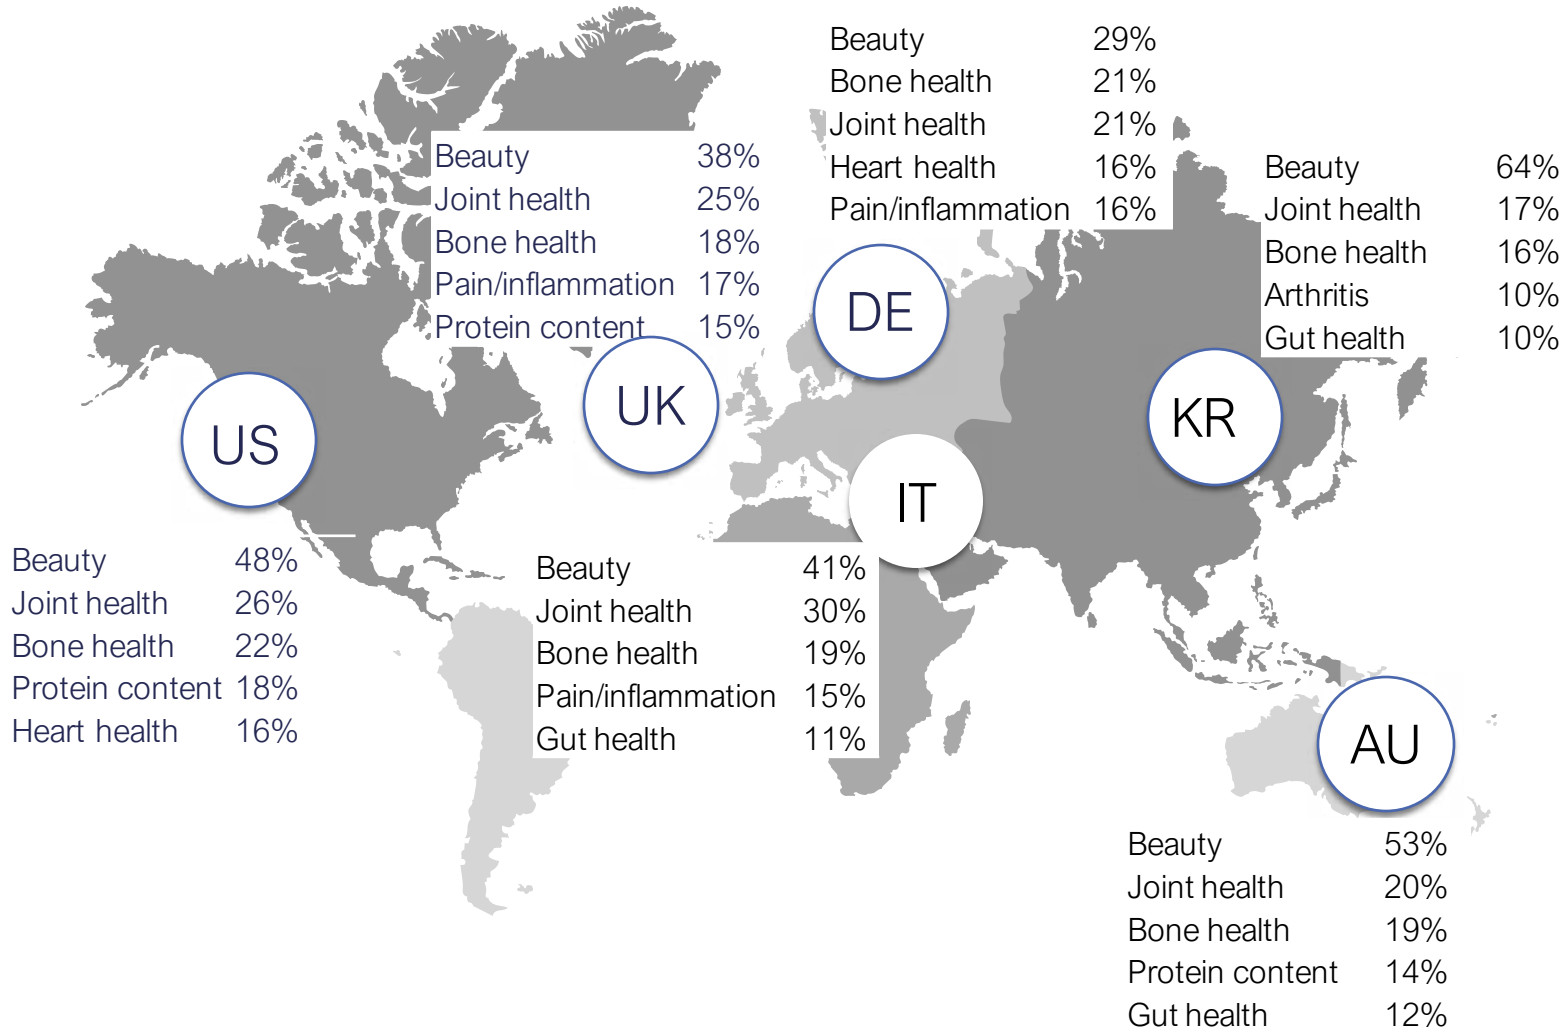 Beauty 29%
Bone health 21%
Joint health 21%
Heart health 16%
Pain/inflammation 16%
Beauty 38%
Joint health 25%
Bone health 18%
Pain/inflammation 17%
Protein content 15%
Beauty 64%
Joint health 17%
Bone health 16%
Arthritis 10%
Gut health 10%
DE
UK
KR
US
IT
Beauty 48%
Joint health 26%
Bone health 22%
Protein content 18%
Heart health 16%
Beauty 41%
Joint health 30%
Bone health 19%
Pain/inflammation 15%
Gut health 11%
AU
Beauty 53%
Joint health 20%
Bone health 19%
Protein content 14%
Gut health 12%